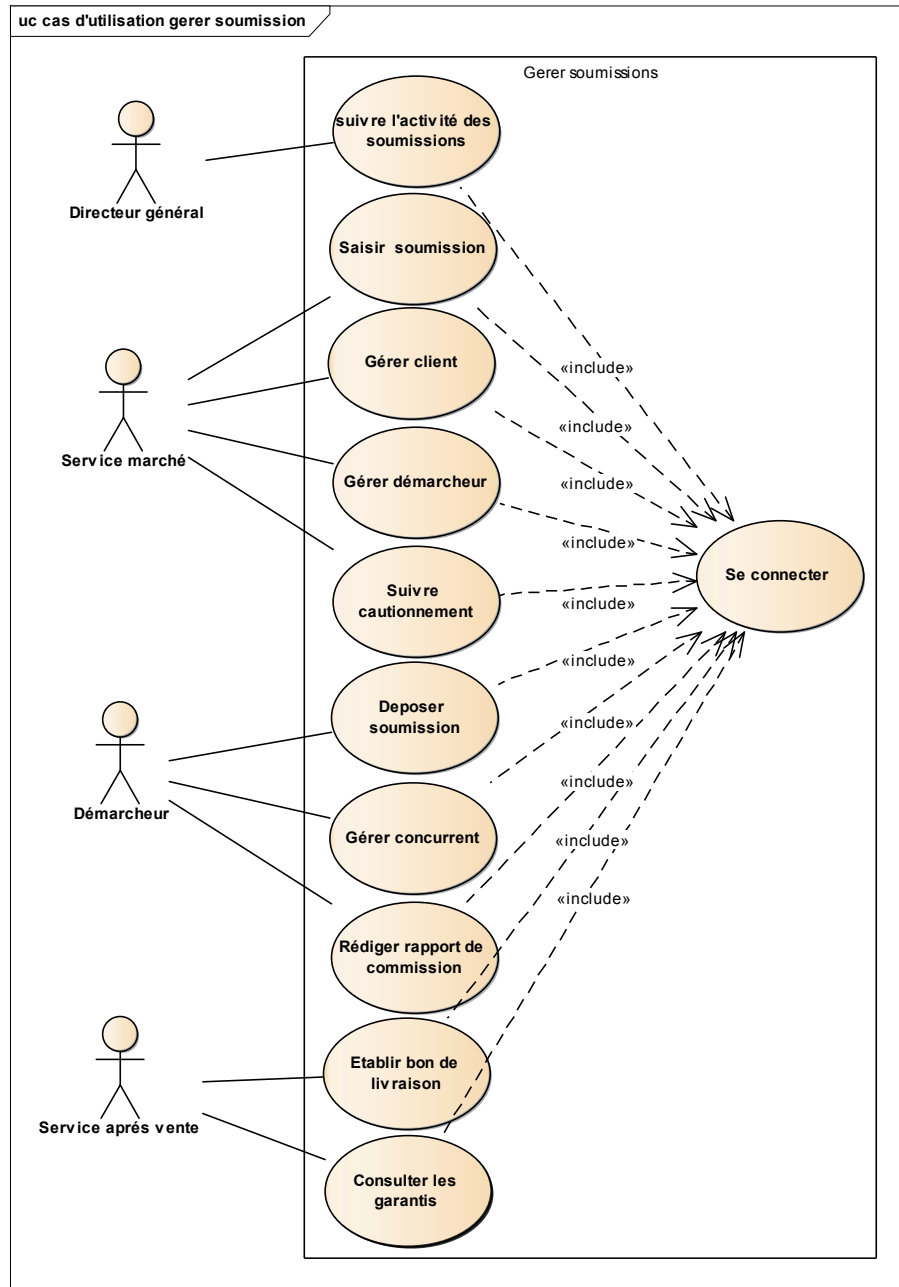 uc cas d'utilisation gerer soumission
Gerer soumissions
suivre l'activité des
soumissions
Directeur général
Saisir soumission
Gérer client
«include»
«include»
Service marché
Gérer démarcheur
«include»
«include»
Se connecter
Suivre
cautionnement
«include»
«include»
Deposer
soumission
«include»
Démarcheur
«include»
Gérer concurrent
«include»
«include»
Rédiger rapport de
commission
Etablir bon de
livraison
Service aprés vente
Consulter les
garantis